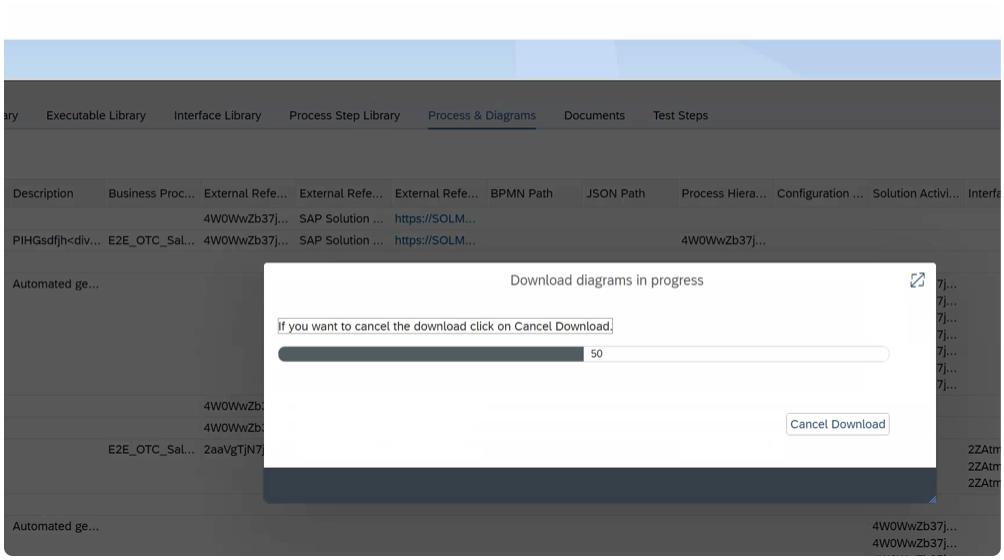 ary Executable Library Interface Library Process Step Library Process & Diagrams Documents Test Steps
Description Business Proc... External Refe... External Refe... External Refe... BPMN Path JSON Path Process Hiera... Configuration ... Solution Activi... Interfa
4W0WwZb37j... SAP Solution ... https://SOLM...
PIHGsdfjh<div... E2E_OTC_Sal... 4W0WwZb37j... SAP Solution ... https://SOLM... 4W0WwZb37j...
Download diagrams in progress
Automated ge... 7j...
7j...
7j...
If you want to cancel the download click on Cancel Download.
7j...
50 7j...
7j...
7j...
4W0WwZb3
Cancel Download
4W0WwZb3
E2E_OTC_Sal... 2aaVgTjN7j 2ZAtm
2ZAtm
2ZAtm
Automated ge... 4W0WwZb37j...
4W0WwZb37j...